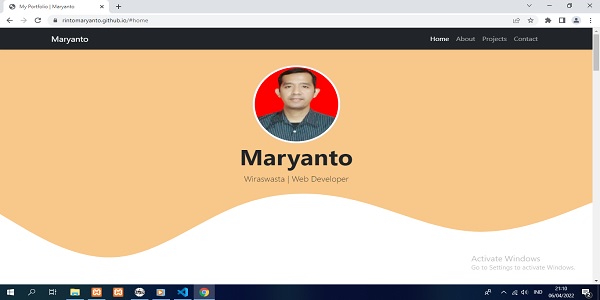 My Portfolio | Maryanto
rintomaryanto.github.io/#home
Maryanto
Home About Projects Contact
Maryanto
Wiraswasta | Web Developer
Activate Windows
Go to Settings to activate Windows.
IND
21:10
06/04/2022